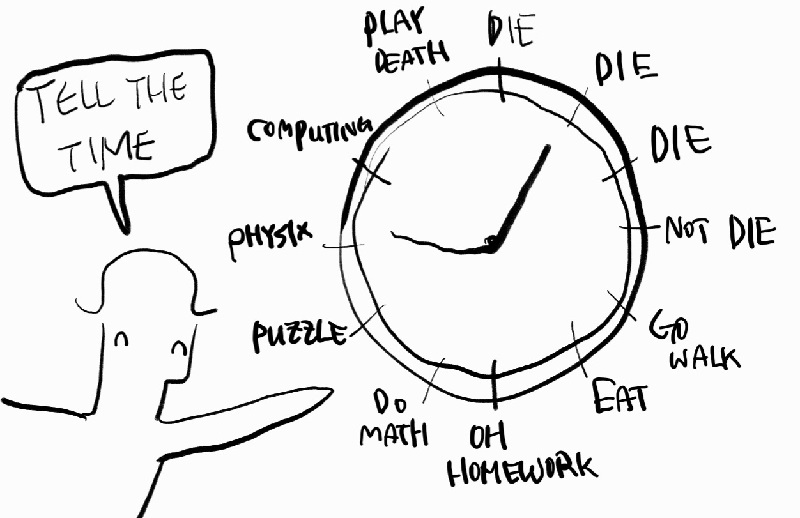 TELL THE
TIME
PLAY
DEATH
DIE
DIE
DIE
NOT DIE
GO
WALK
EAT
OH
HOMEWORK
DO
MATH
PUZZLE
PHYSIX
COMPUTING